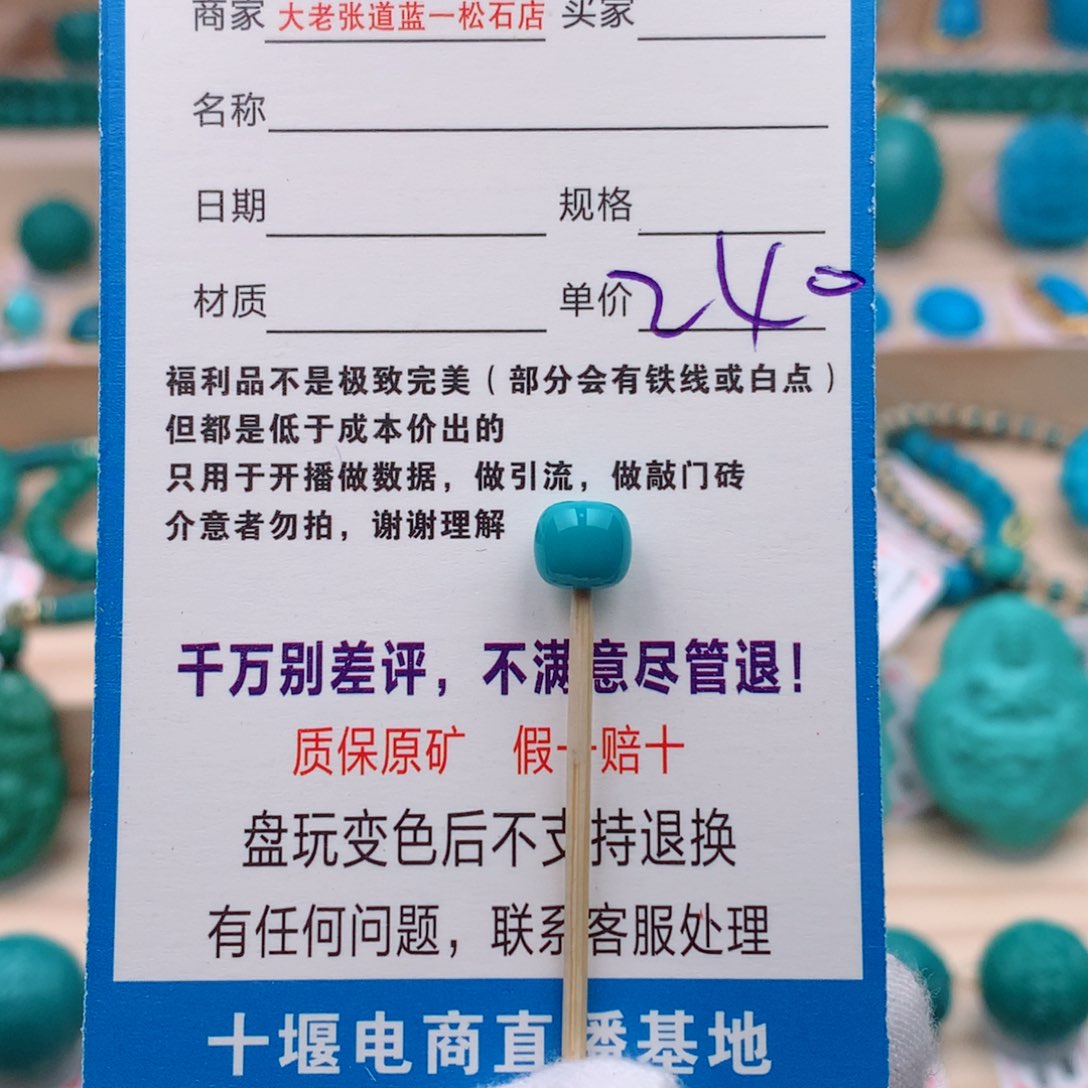 商家 大老张道蓝一松石店 买家
名称
日期 规格
材质 单价 240
福利品不是极致完美（部分会有铁线或白点）
但都是低于成本价出的
只用于开播做数据，做引流，做敲门砖
介意者勿拍，谢谢理解
千万别差评，不满意尽管退！
质保原矿 假一赔十
盘玩变色后不支持退换
有任何问题，联系客服处理
十堰电商直播基地